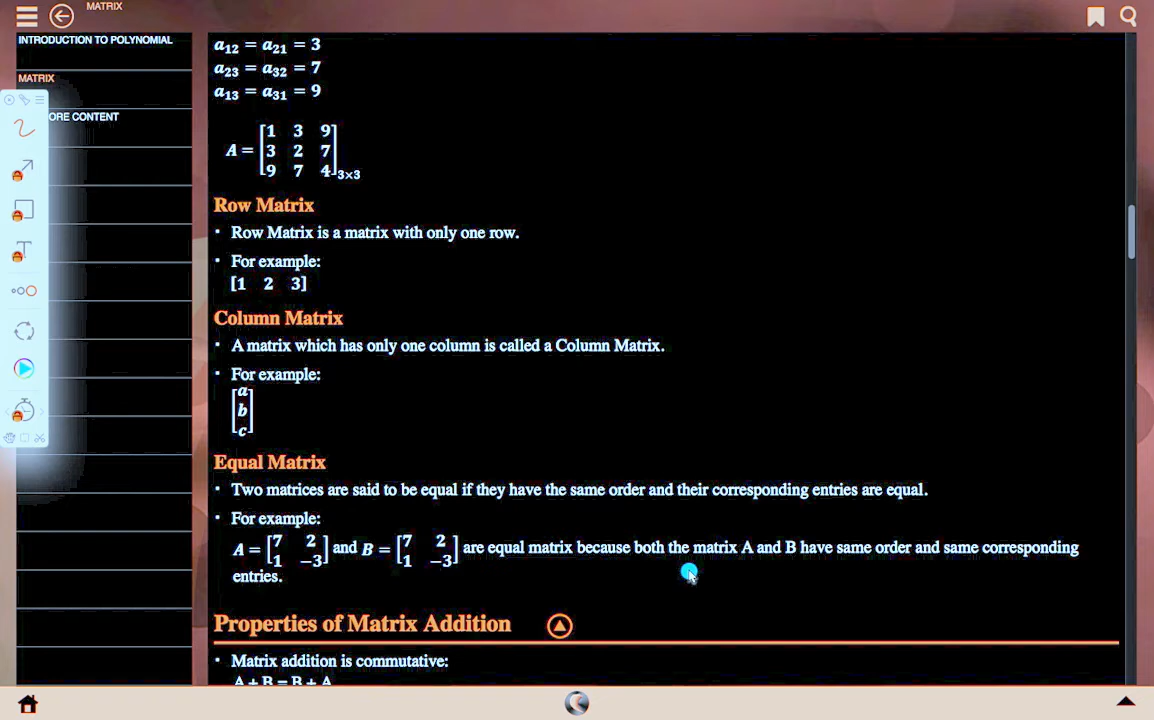 MATRIX
INTRODUCTION TO POLYNOMIAL
MATRIX
ORE CONTENT
a12 = a21 = 3
a23 = a32 = 7
a13 = a31 = 9
A = [1 3 9
3 2 7
9 7 4]3×3
Row Matrix
• Row Matrix is a matrix with only one row.
• For example:
[1 2 3]
Column Matrix
• A matrix which has only one column is called a Column Matrix.
• For example:
[a
b
c]
Equal Matrix
• Two matrices are said to be equal if they have the same order and their corresponding entries are equal.
• For example:
A = [7 2
1 −3] and B = [7 2
1 −3] are equal matrix because both the matrix A and B have same order and same corresponding
entries.
Properties of Matrix Addition
• Matrix addition is commutative:
A + B = B + A